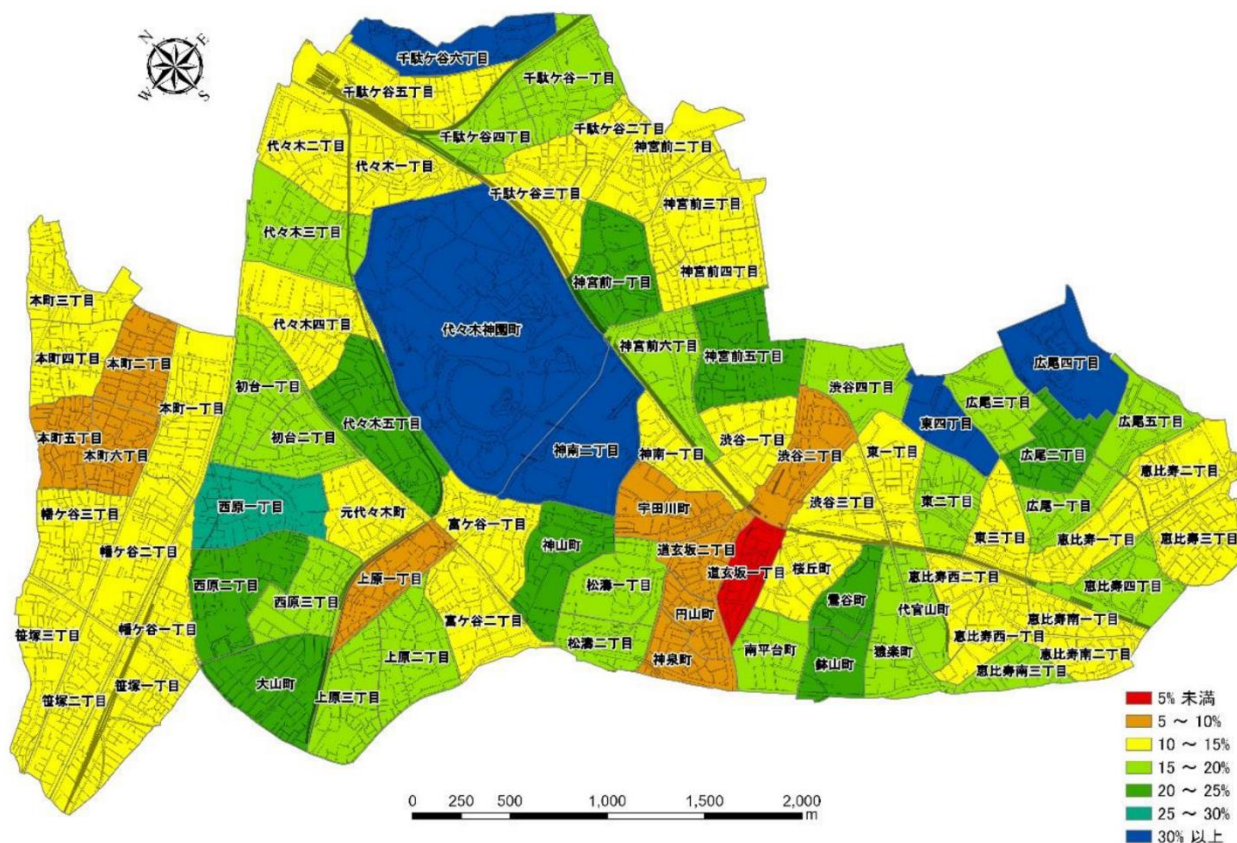 N
E
W
S
千駄ケ谷六丁目
千駄ケ谷一丁目
千駄ケ谷五丁目
千駄ケ谷四丁目
千駄ケ谷二丁目
神宮前二丁目
代々木二丁目
代々木一丁目
千駄ケ谷三丁目
神宮前三丁目
代々木三丁目
神宮前一丁目
神宮前四丁目
本町三丁目
代々木四丁目
代々木神園町
神宮前六丁目
神宮前五丁目
本町四丁目
本町二丁目
初台一丁目
渋谷四丁目
広尾四丁目
広尾三丁目
本町一丁目
代々木五丁目
東四丁目
広尾五丁目
本町五丁目
本町六丁目
初台二丁目
神南二丁目
神南一丁目
渋谷一丁目
渋谷二丁目
東一丁目
広尾二丁目
恵比寿二丁目
幡ケ谷三丁目
西原一丁目
元代々木町
富ケ谷一丁目
宇田川町
渋谷三丁目
東二丁目
広尾一丁目
幡ケ谷二丁目
神山町
道玄坂二丁目
東三丁目
恵比寿一丁目
恵比寿三丁目
西原二丁目
西原三丁目
上原一丁目
松濤一丁目
道玄坂一丁目
桜丘町
恵比寿西二丁目
恵比寿四丁目
笹塚三丁目
幡ケ谷一丁目
富ケ谷二丁目
円山町
鶯谷町
代官山町
恵比寿南一丁目
上原二丁目
松濤二丁目
神泉町
南平台町
鉢山町
猿楽町
恵比寿西一丁目
恵比寿南二丁目
恵比寿南三丁目
笹塚二丁目
笹塚一丁目
大山町
上原三丁目
5% 未満
5 ～ 10%
10 ～ 15%
15 ～ 20%
20 ～ 25%
25 ～ 30%
30% 以上
0 250 500 1,000 1,500 2,000
m